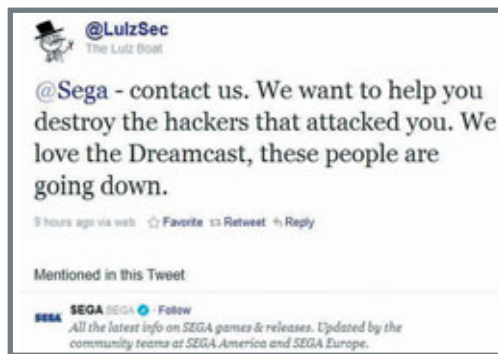 @LulzSec
The Lulz Boat
@Sega - contact us. We want to help you
destroy the hackers that attacked you. We
love the Dreamcast, these people are
going down.
9 hours ago via web Favorite Retweet Reply
Mentioned in this Tweet
SEGA SEGA SEGA · Follow
All the latest info on SEGA games & releases. Updated by the
community teams at SEGA America and SEGA Europe.